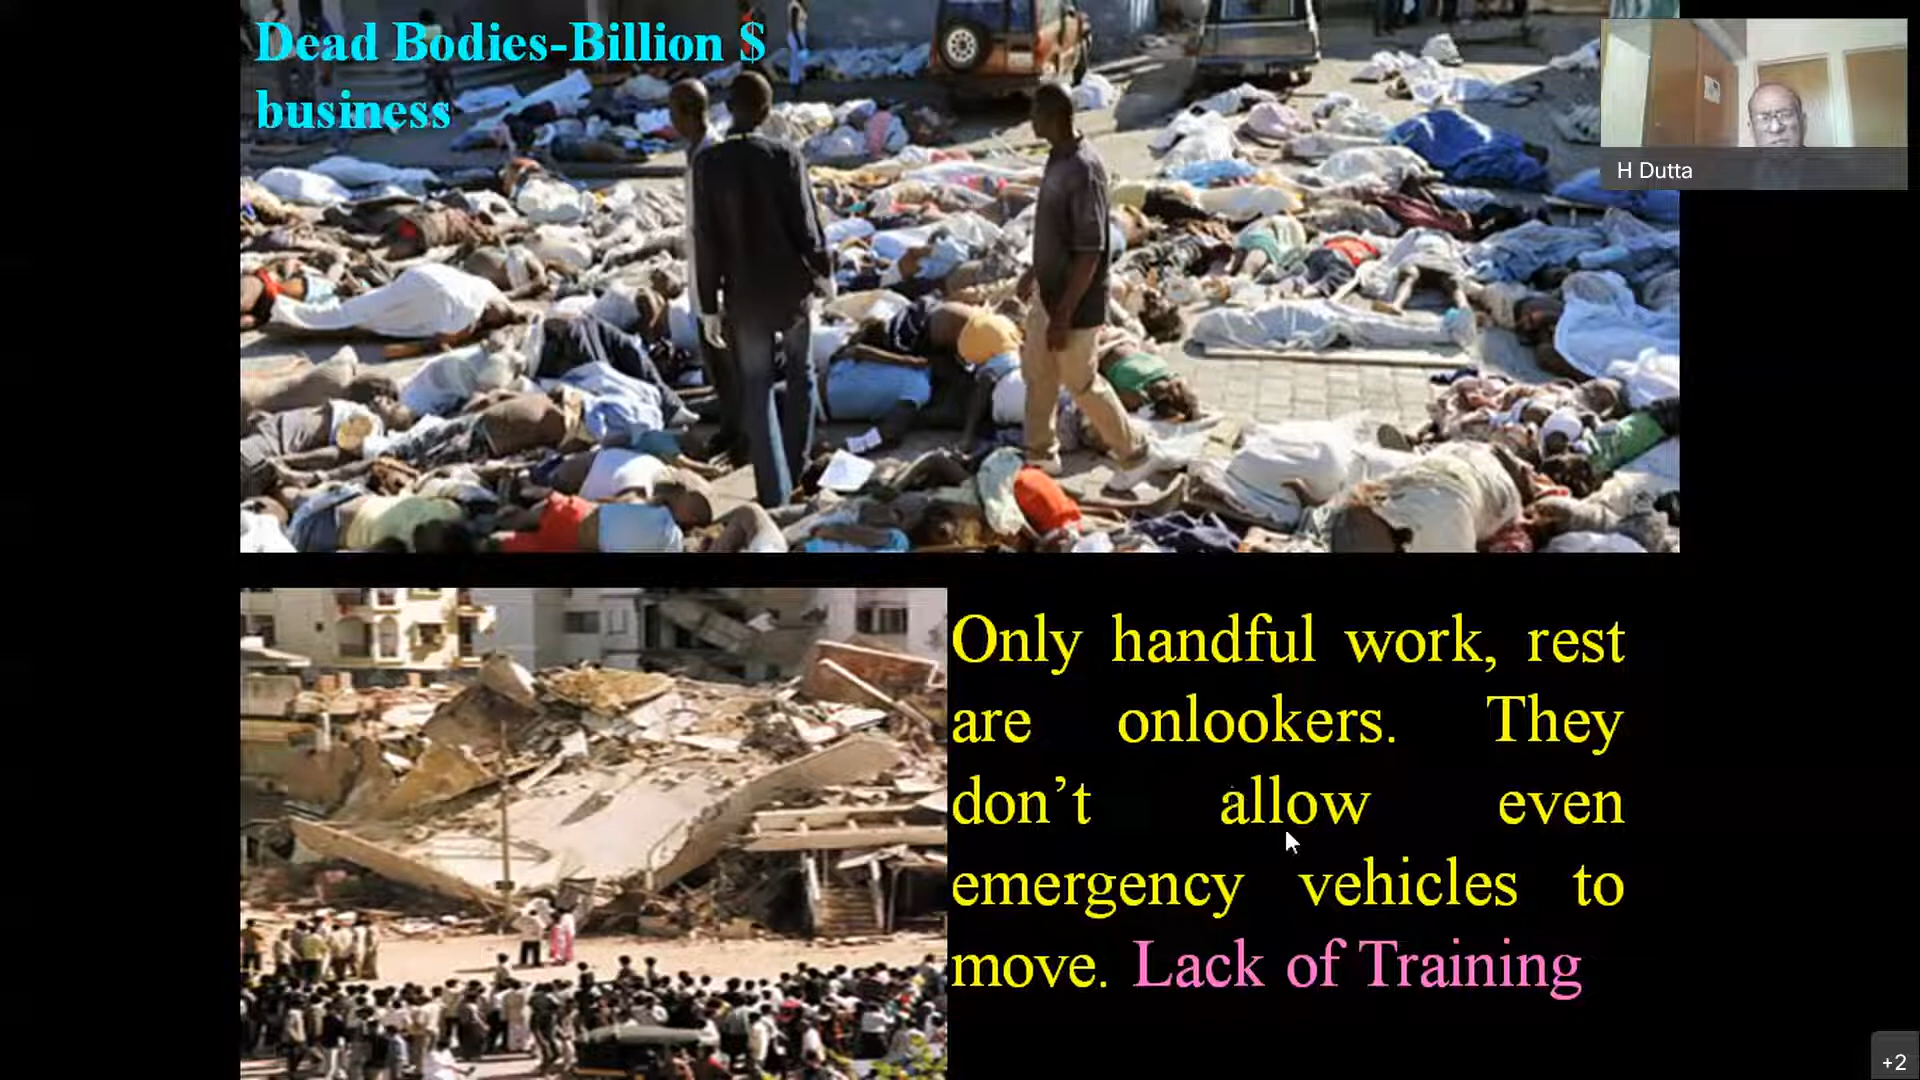 Dead Bodies-Billion $
business
H Dutta
Only handful work, rest
are onlookers. They
don’t allow even
emergency vehicles to
move. Lack of Training
+2